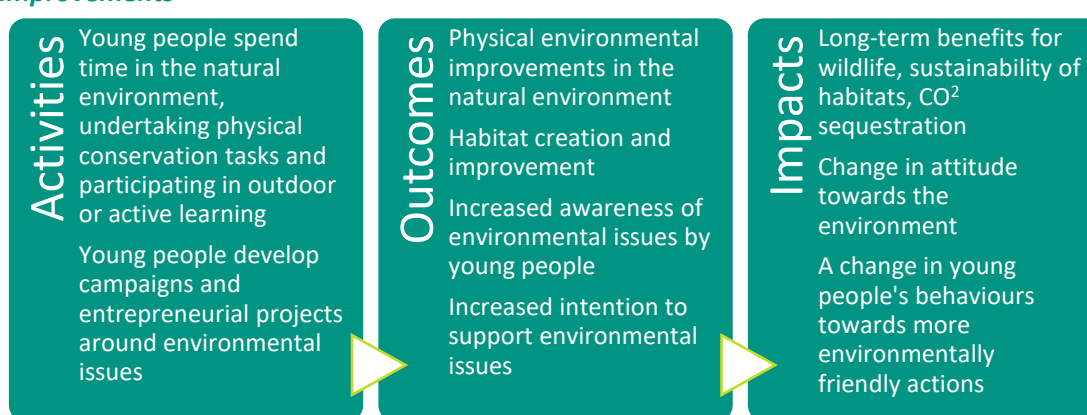 Activities
Young people spend
time in the natural
environment,
undertaking physical
conservation tasks and
participating in outdoor
or active learning
Young people develop
campaigns and
entrepreneurial projects
around environmental
issues
Outcomes
Physical environmental
improvements in the
natural environment
Habitat creation and
improvement
Increased awareness of
environmental issues by
young people
Increased intention to
support environmental
issues
Impacts
Long-term benefits for
wildlife, sustainability of
habitats, CO²
sequestration
Change in attitude
towards the
environment
A change in young
people's behaviours
towards more
environmentally
friendly actions